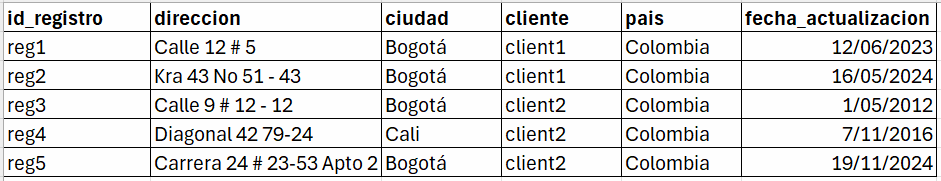 id_registro direccion ciudad cliente pais fecha_actualizacion
reg1 Calle 12 # 5 Bogotá client1 Colombia 12/06/2023
reg2 Kra 43 No 51 - 43 Bogotá client1 Colombia 16/05/2024
reg3 Calle 9 # 12 - 12 Bogotá client2 Colombia 1/05/2012
reg4 Diagonal 42 79-24 Cali client2 Colombia 7/11/2016
reg5 Carrera 24 # 23-53 Apto 2 Bogotá client2 Colombia 19/11/2024